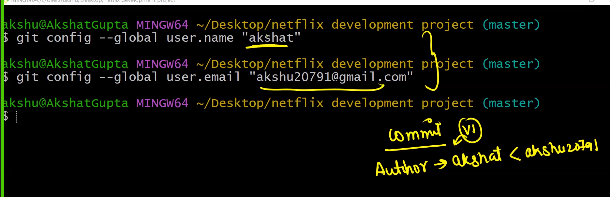 akshu@AkshatGupta MINGW64 ~/Desktop/netflix development project (master)
$ git config --global user.name "akshat"
akshu@AkshatGupta MINGW64 ~/Desktop/netflix development project (master)
$ git config --global user.email "akshu20791@gmail.com"
akshu@AkshatGupta MINGW64 ~/Desktop/netflix development project (master)
$
commit V1
Author → akshat < akshu20791